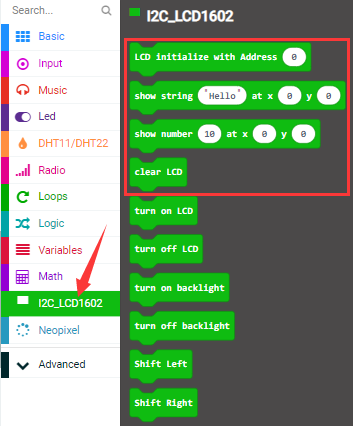 Search...
Basic
Input
Music
Led
DHT11/DHT22
Radio
Loops
Logic
Variables
Math
I2C_LCD1602
Neopixel
Advanced
I2C_LCD1602
LCD initialize with Address 0
show string "Hello" at x 0 y 0
show number 10 at x 0 y 0
clear LCD
turn on LCD
turn off LCD
turn on backlight
turn off backlight
Shift Left
Shift Right